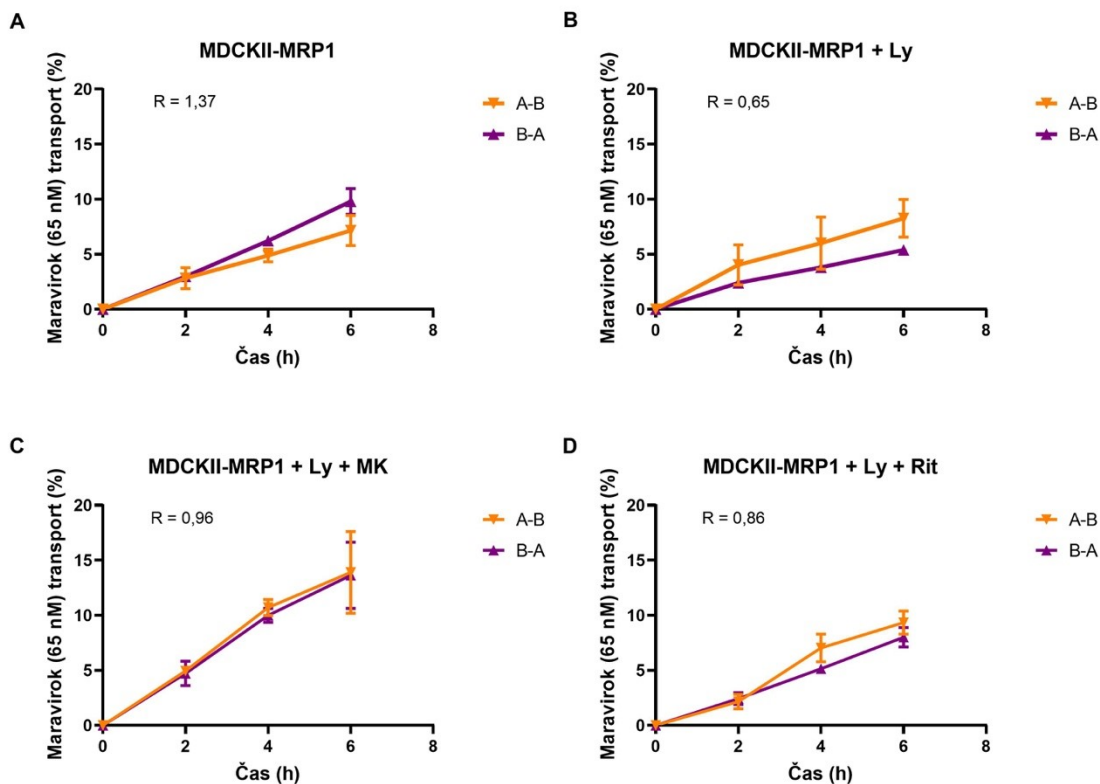 A
MDCKII-MRP1
Maravirok (65 nM) transport (%)
20
15
10
5
0
0 2 4 6 8
Čas (h)
R = 1,37
A-B
B-A
B
MDCKII-MRP1 + Ly
Maravirok (65 nM) transport (%)
20
15
10
5
0
0 2 4 6 8
Čas (h)
R = 0,65
A-B
B-A
C
MDCKII-MRP1 + Ly + MK
Maravirok (65 nM) transport (%)
20
15
10
5
0
0 2 4 6 8
Čas (h)
R = 0,96
A-B
B-A
D
MDCKII-MRP1 + Ly + Rit
Maravirok (65 nM) transport (%)
20
15
10
5
0
0 2 4 6 8
Čas (h)
R = 0,86
A-B
B-A